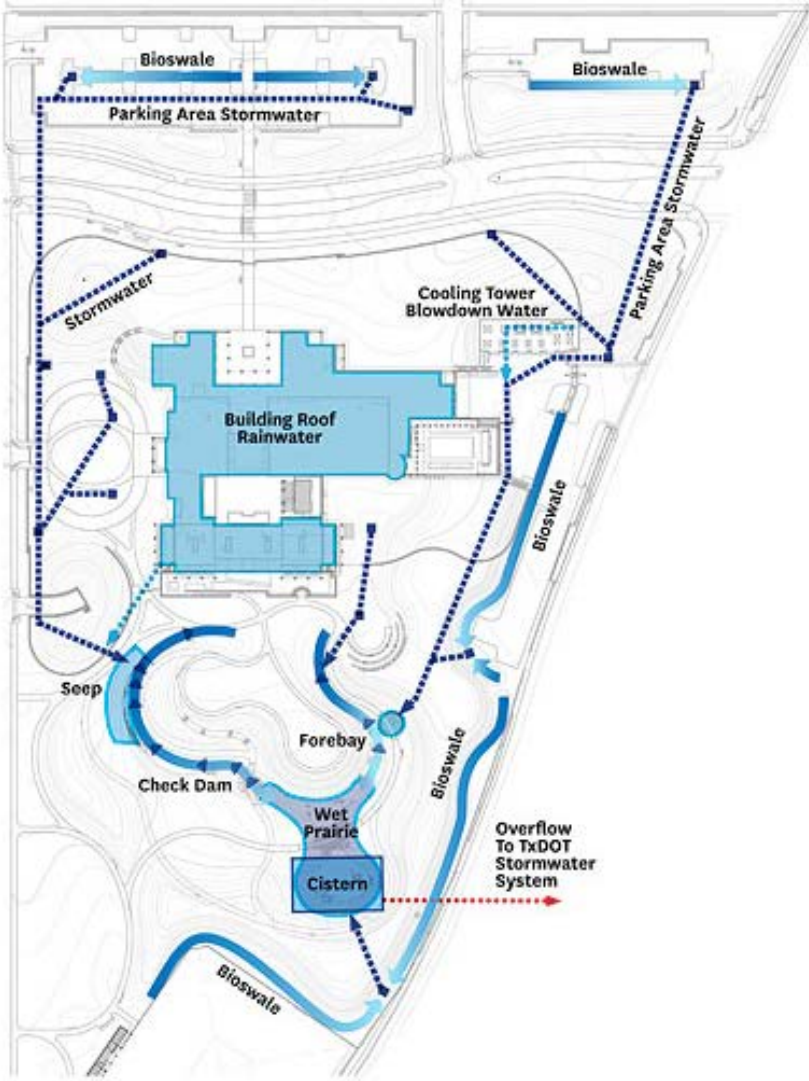 Bioswale
Bioswale
Parking Area Stormwater
Parking Area Stormwater
Stormwater
Cooling Tower
Blowdown Water
Building Roof
Rainwater
Bioswale
Seep
Forebay
Bioswale
Check Dam
Wet
Prairie
Overflow
To TxDOT
Stormwater
System
Cistern
Bioswale